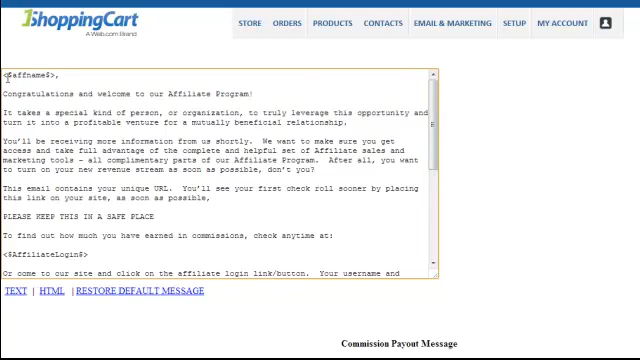 1ShoppingCart
A Web.com Brand
STORE ORDERS PRODUCTS CONTACTS EMAIL & MARKETING SETUP MY ACCOUNT
<$affname$>,
Congratulations and welcome to our Affiliate Program!
It takes a special kind of person, or organization, to truly leverage this opportunity and
turn it into a profitable venture for a mutually beneficial relationship.
You'll be receiving more information from us shortly. We want to make sure you get
access and take full advantage of the complete and helpful set of Affiliate sales and
marketing tools - all complimentary parts of our Affiliate Program. After all, you want
to turn on your new revenue stream as soon as possible, don't you?
This email contains your unique URL. You'll see your first check roll sooner by placing
this link on your site, as soon as possible,
PLEASE KEEP THIS IN A SAFE PLACE
To find out how much you have earned in commissions, check anytime at:
<$AffiliateLogin$>
Or come to our site and click on the affiliate login link/button. Your username and
TEXT | HTML | RESTORE DEFAULT MESSAGE
Commission Payout Message